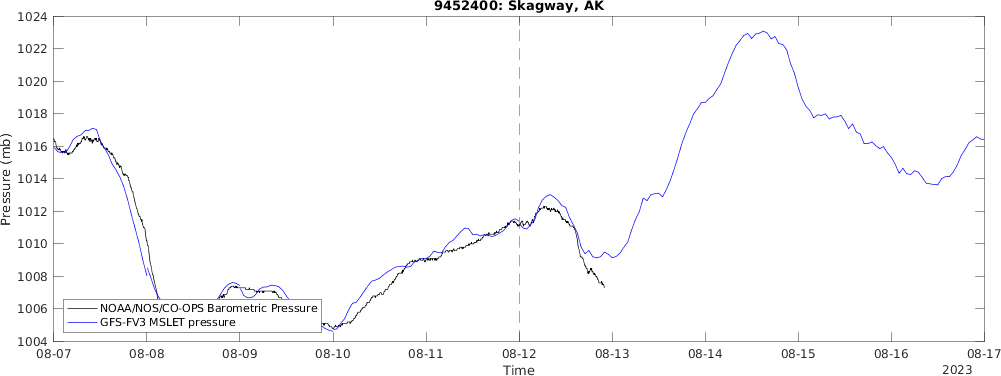 9452400: Skagway, AK
1024
1022
1020
1018
1016
1014
1012
1010
1008
1006
1004
Pressure (mb)
NOAA/NOS/CO-OPS Barometric Pressure
GFS-FV3 MSLET pressure
08-07 08-08 08-09 08-10 08-11 08-12 08-13 08-14 08-15 08-16 08-17
Time
2023